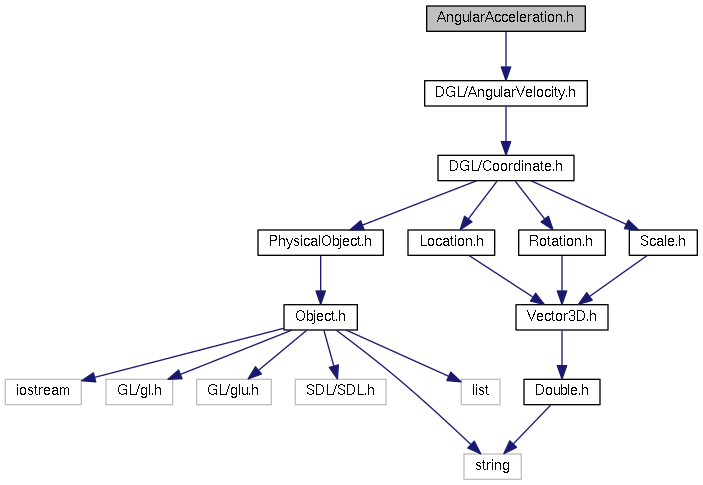 AngularAcceleration.h
DGL/AngularVelocity.h
DGL/Coordinate.h
PhysicalObject.h
Location.h
Rotation.h
Scale.h
Object.h
Vector3D.h
iostream
GL/gl.h
GL/glu.h
SDL/SDL.h
list
Double.h
string